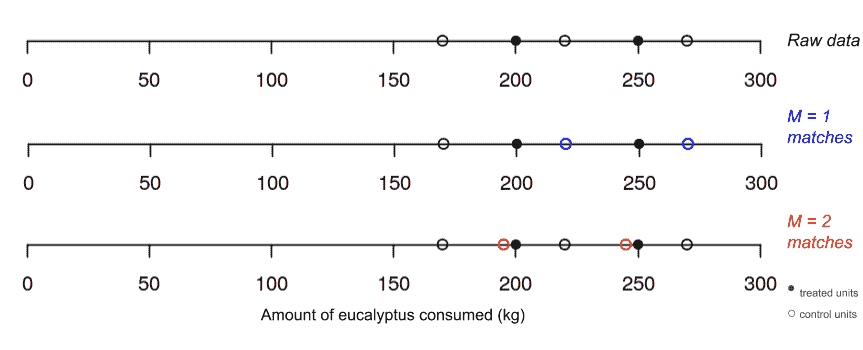 Raw data
0 50 100 150 200 250 300
M = 1
matches
0 50 100 150 200 250 300
M = 2
matches
0 50 100 150 200 250 300
treated units
Amount of eucalyptus consumed (kg)
control units